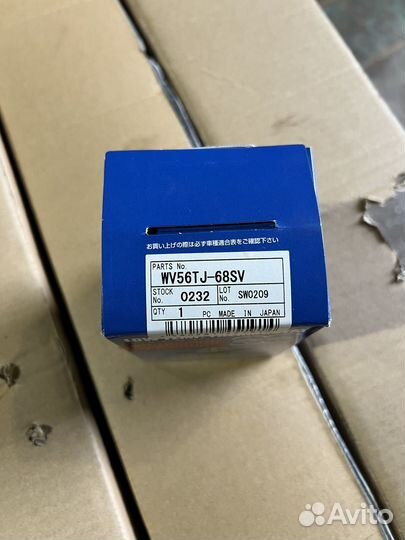 お買い上げの際は必ず車種適合表をご確認下さい
PARTS No.
WV56TJ-68SV
STOCK No. 0232 LOT No. SW0209
QTY 1 PC MADE IN JAPAN
Avito